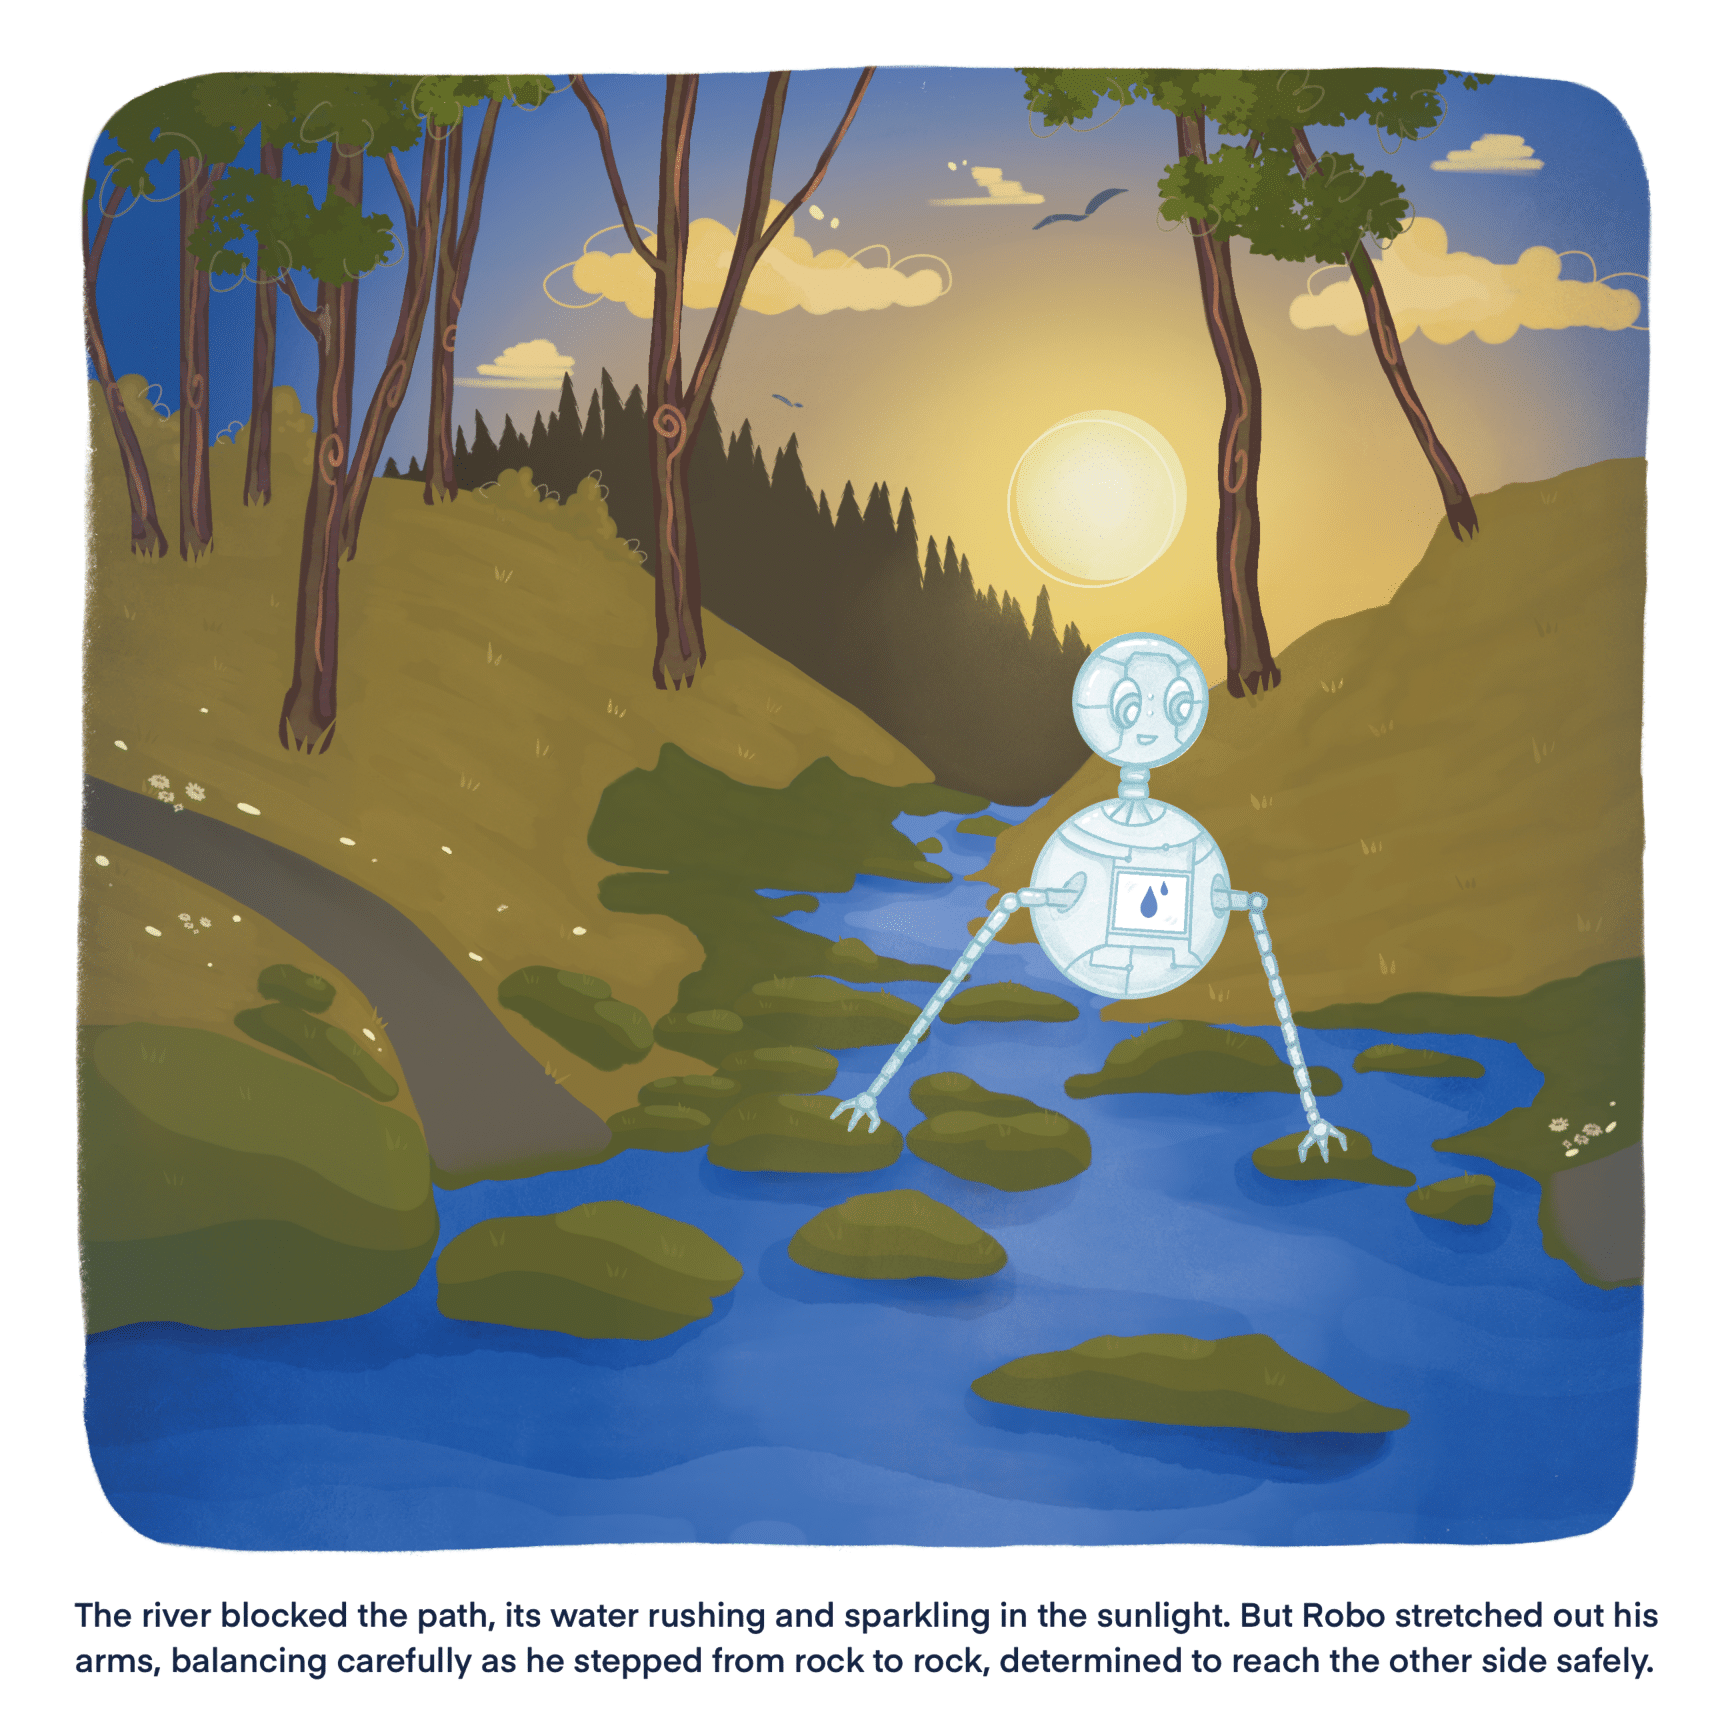 The river blocked the path, its water rushing and sparkling in the sunlight. But Robo stretched out his
arms, balancing carefully as he stepped from rock to rock, determined to reach the other side safely.